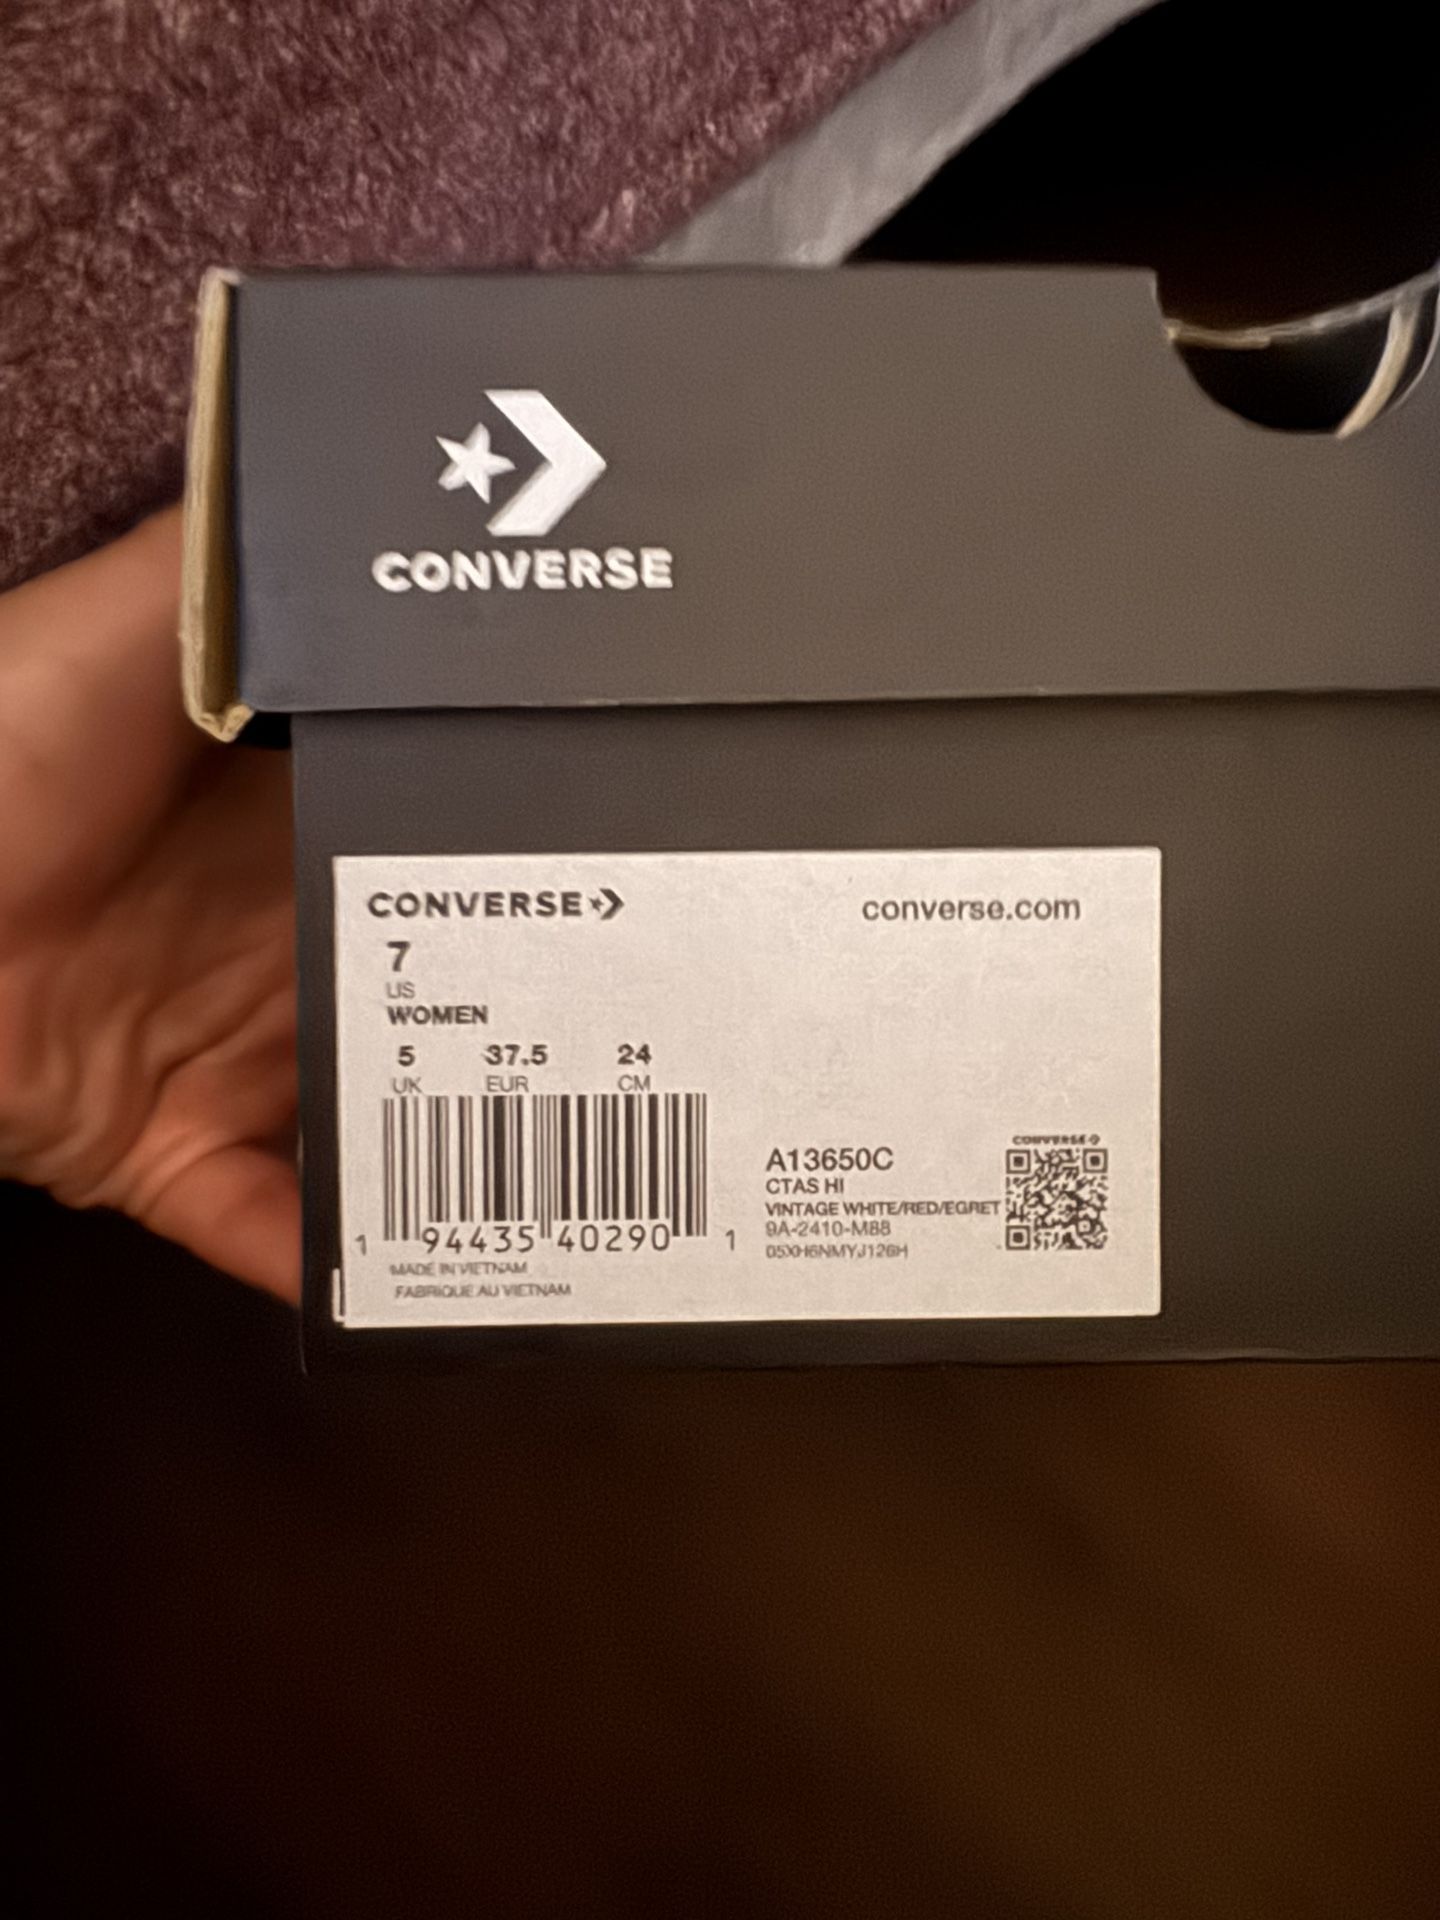 CONVERSE
CONVERSE
converse.com
7
US
WOMEN
5 37.5 24
UK EUR CM
1 94435 40290 1
MADE IN VIETNAM
FABRIQUE AU VIETNAM
CONVERSE
A13650C
CTAS HI
VINTAGE WHITE/RED/EGRET
9A-2410-M88